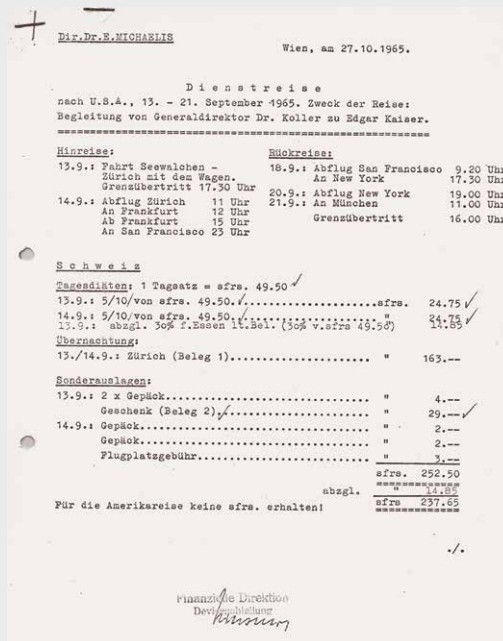 Dir.Dr.E.MICHAELIS
Wien, am 27.10.1965.
D i e n s t r e i s e
nach U.S.A., 13. - 21. September 1965. Zweck der Reise:
Begleitung von Generaldirektor Dr. Koller zu Edgar Kaiser.
Hinreise:
13.9.: Fahrt Seewalchen -
Zürich mit dem Wagen.
Grenzübertritt 17.30 Uhr
14.9.: Abflug Zürich 11 Uhr
An Frankfurt 12 Uhr
Ab Frankfurt 15 Uhr
An San Francisco 23 Uhr
Rückreise:
18.9.: Abflug San Francisco 9.20 Uhr
An New York 17.30 Uhr
20.9.: Abflug New York 19.00 Uhr
21.9.: An München 11.00 Uhr
Grenzübertritt 16.00 Uhr
S c h w e i z
Tagesdiäten: 1 Tagsatz = sfrs. 49.50
13.9.: 5/10/von sfrs. 49.50.....................sfrs. 24.75
14.9.: 5/10/von sfrs. 49.50..................... " 24.75
13.9.: abzgl. 30% f.Essen lt.Bel. (30% v.sfrs 49.50) 14.85
Übernachtung:
13./14.9.: Zürich (Beleg 1)..................... " 163.--
Sonderauslagen:
13.9.: 2 x Gepäck............................... " 4.--
Geschenk (Beleg 2)....................... " 29.--
14.9.: Gepäck................................... " 2.--
Gepäck................................... " 2.--
Flugplatzgebühr.......................... " 3.--
sfrs. 252.50
abzgl. " 14.85
sfrs 237.65
Für die Amerikareise keine sfrs. erhalten!
./.
Finanzielle Direktion
Devisenabteilung